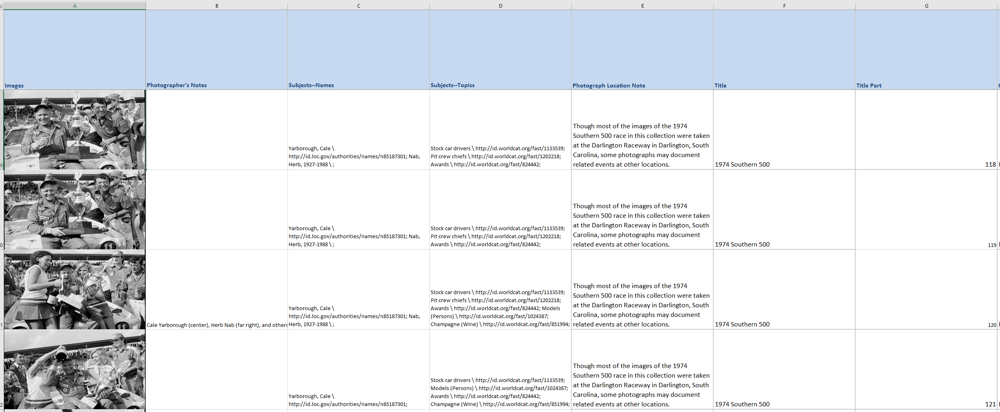 A B C D E F G
Images Photographer's Notes Subjects--Names Subjects--Topics Photograph Location Note Title Title Part
9
Yarborough, Cale \
http://id.loc.gov/authorities/names/n85187301; Nab,
Herb, 1927-1988 \ ;
Stock car drivers \ http://id.worldcat.org/fast/1133539;
Pit crew chiefs \ http://id.worldcat.org/fast/1202218;
Awards \ http://id.worldcat.org/fast/824442;
Though most of the images of the 1974
Southern 500 race in this collection were taken
at the Darlington Raceway in Darlington, South
Carolina, some photographs may document
related events at other locations.
1974 Southern 500
118
0
11
Yarborough, Cale \
http://id.loc.gov/authorities/names/n85187301; Nab,
Herb, 1927-1988 \ ;
Stock car drivers \ http://id.worldcat.org/fast/1133539;
Pit crew chiefs \ http://id.worldcat.org/fast/1202218;
Awards \ http://id.worldcat.org/fast/824442;
Though most of the images of the 1974
Southern 500 race in this collection were taken
at the Darlington Raceway in Darlington, South
Carolina, some photographs may document
related events at other locations.
1974 Southern 500
119
1
11
Cale Yarborough (center), Herb Nab (far right), and others
Yarborough, Cale \
http://id.loc.gov/authorities/names/n85187301; Nab,
Herb, 1927-1988 \ ;
Stock car drivers \ http://id.worldcat.org/fast/1133539;
Pit crew chiefs \ http://id.worldcat.org/fast/1202218;
Awards \ http://id.worldcat.org/fast/824442; Models
(Persons) \ http://id.worldcat.org/fast/1024387;
Champagne (Wine) \ http://id.worldcat.org/fast/851994;
Though most of the images of the 1974
Southern 500 race in this collection were taken
at the Darlington Raceway in Darlington, South
Carolina, some photographs may document
related events at other locations.
1974 Southern 500
120
2
Yarborough, Cale \
http://id.loc.gov/authorities/names/n85187301;
Stock car drivers \ http://id.worldcat.org/fast/1133539;
Models (Persons) \ http://id.worldcat.org/fast/1024387;
Awards \ http://id.worldcat.org/fast/824442;
Champagne (Wine) \ http://id.worldcat.org/fast/851994;
Though most of the images of the 1974
Southern 500 race in this collection were taken
at the Darlington Raceway in Darlington, South
Carolina, some photographs may document
related events at other locations.
1974 Southern 500
121